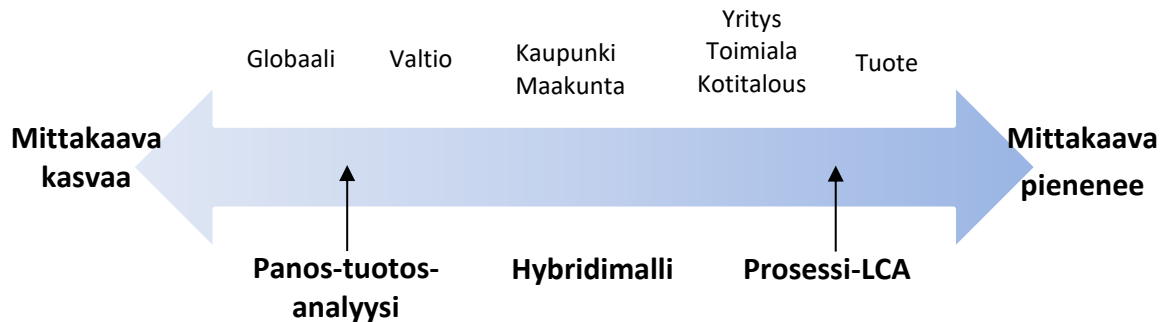 Globaali
Valtio
Kaupunki
Maakunta
Yritys
Toimiala
Kotitalous
Tuote
Mittakaava
kasvaa
Mittakaava
pienenee
Panos-tuotos-
analyysi
Hybridimalli
Prosessi-LCA